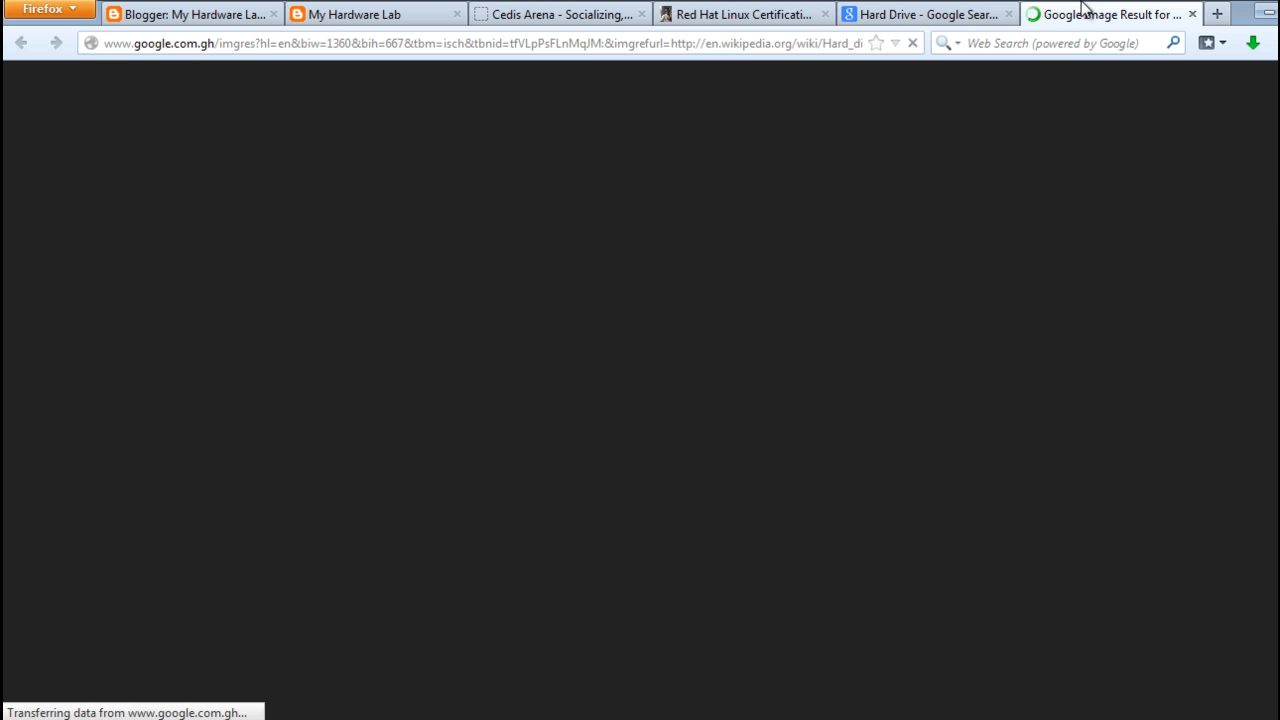 Firefox
Blogger: My Hardware La...
My Hardware Lab
Cedis Arena - Socializing,...
Red Hat Linux Certificati...
Hard Drive - Google Sear...
Google Image Result for ...
www.google.com.gh/imgres?hl=en&biw=1360&bih=667&tbm=isch&tbnid=tfVLpPsFLnMqJM:&imgrefurl=http://en.wikipedia.org/wiki/Hard_di
Web Search (powered by Google)
Transferring data from www.google.com.gh...